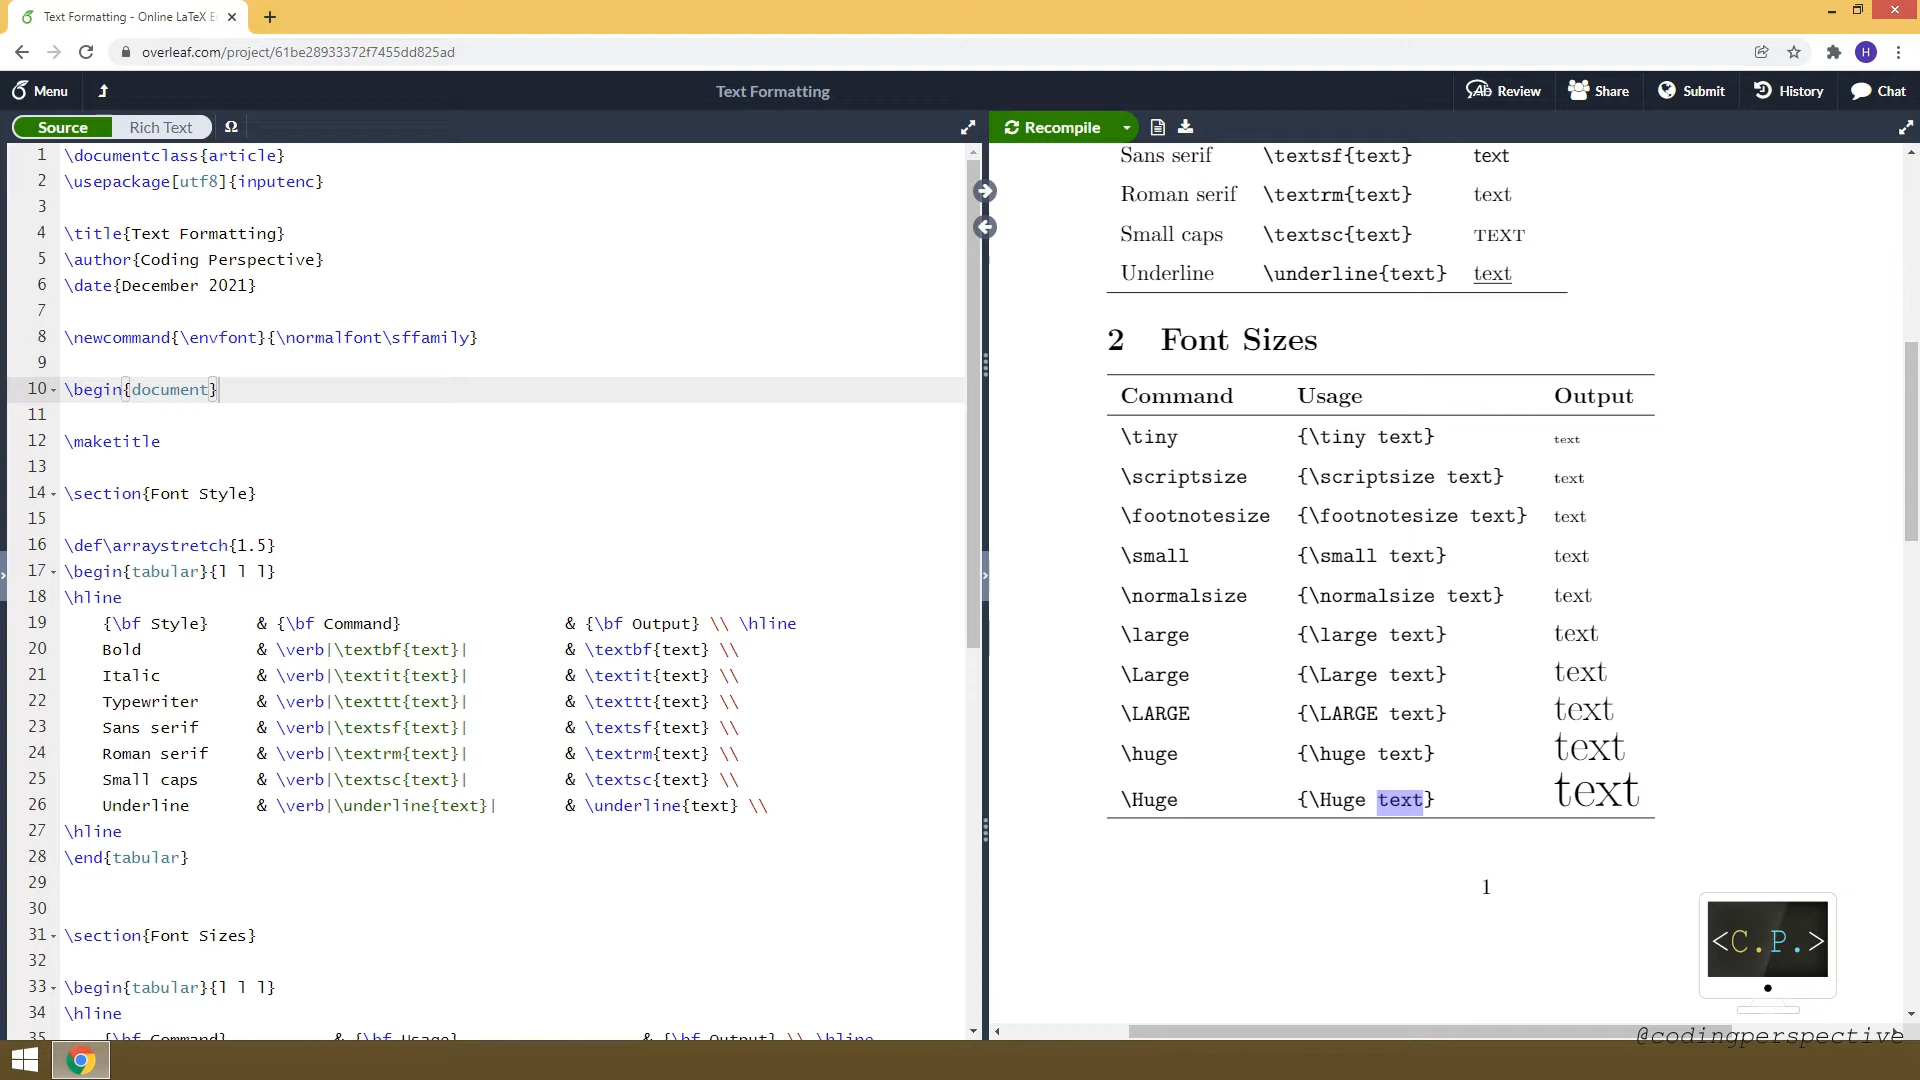 Text Formatting - Online LaTeX E
overleaf.com/project/61be28933372f7455dd825ad
H
Menu
Text Formatting
Review
Share
Submit
History
Chat
Source
Rich Text
Ω
Recompile
1 \documentclass{article}
2 \usepackage[utf8]{inputenc}
3
4 \title{Text Formatting}
5 \author{Coding Perspective}
6 \date{December 2021}
7
8 \newcommand{\envfont}{\normalfont\sffamily}
9
10 \begin{document}
11
12 \maketitle
13
14 \section{Font Style}
15
16 \def\arraystretch{1.5}
17 \begin{tabular}{l l l}
18 \hline
19 {\bf Style} & {\bf Command} & {\bf Output} \\ \hline
20 Bold & \verb|\textbf{text}| & \textbf{text} \\
21 Italic & \verb|\textit{text}| & \textit{text} \\
22 Typewriter & \verb|\texttt{text}| & \texttt{text} \\
23 Sans serif & \verb|\textsf{text}| & \textsf{text} \\
24 Roman serif & \verb|\textrm{text}| & \textrm{text} \\
25 Small caps & \verb|\textsc{text}| & \textsc{text} \\
26 Underline & \verb|\underline{text}| & \underline{text} \\
27 \hline
28 \end{tabular}
29
30
31 \section{Font Sizes}
32
33 \begin{tabular}{l l l}
34 \hline
35 {\bf Command} & {\bf Usage} & {\bf Output} \\ \hline
Sans serif \textsf{text} text
Roman serif \textrm{text} text
Small caps \textsc{text} TEXT
Underline \underline{text} text
2 Font Sizes
Command Usage Output
\tiny {\tiny text} text
\scriptsize {\scriptsize text} text
\footnotesize {\footnotesize text} text
\small {\small text} text
\normalsize {\normalsize text} text
\large {\large text} text
\Large {\Large text} text
\LARGE {\LARGE text} text
\huge {\huge text} text
\Huge {\Huge text} text
1
<C.P.>
@codingperspective